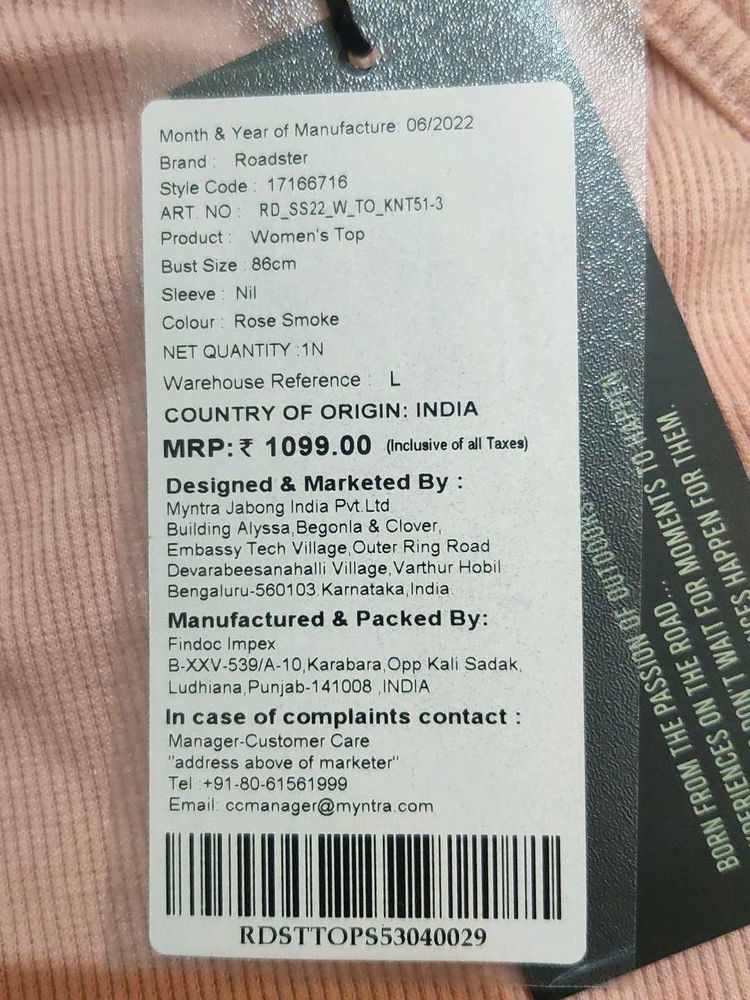 Month & Year of Manufacture: 06/2022
Brand : Roadster
Style Code : 17166716
ART. NO : RD_SS22_W_TO_KNT51-3
Product : Women's Top
Bust Size : 86cm
Sleeve : Nil
Colour : Rose Smoke
NET QUANTITY :1N
Warehouse Reference : L
COUNTRY OF ORIGIN: INDIA
MRP:₹ 1099.00 (Inclusive of all Taxes)
Designed & Marketed By :
Myntra Jabong India Pvt.Ltd
Building Alyssa,Begonla & Clover,
Embassy Tech Village,Outer Ring Road
Devarabeesanahalli Village,Varthur Hobil
Bengaluru-560103.Karnataka,India.
Manufactured & Packed By:
Findoc Impex
B-XXV-539/A-10,Karabara,Opp Kali Sadak,
Ludhiana,Punjab-141008 ,INDIA
In case of complaints contact :
Manager-Customer Care
"address above of marketer"
Tel :+91-80-61561999
Email: ccmanager@myntra.com
RDSTTOPS53040029
BORN FROM THE PASSION OF OUTDOORS
ON THE ROAD... MOMENTS TO HAPPEN
DON'T WAIT FOR MOMENTS
HAPPEN FOR THEM.